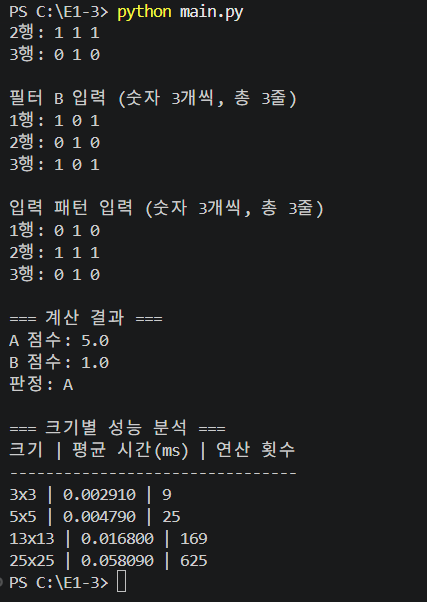 PS C:\E1-3> python main.py
2행: 1 1 1
3행: 0 1 0
필터 B 입력 (숫자 3개씩, 총 3줄)
1행: 1 0 1
2행: 0 1 0
3행: 1 0 1
입력 패턴 입력 (숫자 3개씩, 총 3줄)
1행: 0 1 0
2행: 1 1 1
3행: 0 1 0
=== 계산 결과 ===
A 점수: 5.0
B 점수: 1.0
판정: A
=== 크기별 성능 분석 ===
크기 | 평균 시간(ms) | 연산 횟수
--------------------------------
3x3 | 0.002910 | 9
5x5 | 0.004790 | 25
13x13 | 0.016800 | 169
25x25 | 0.058090 | 625
PS C:\E1-3>